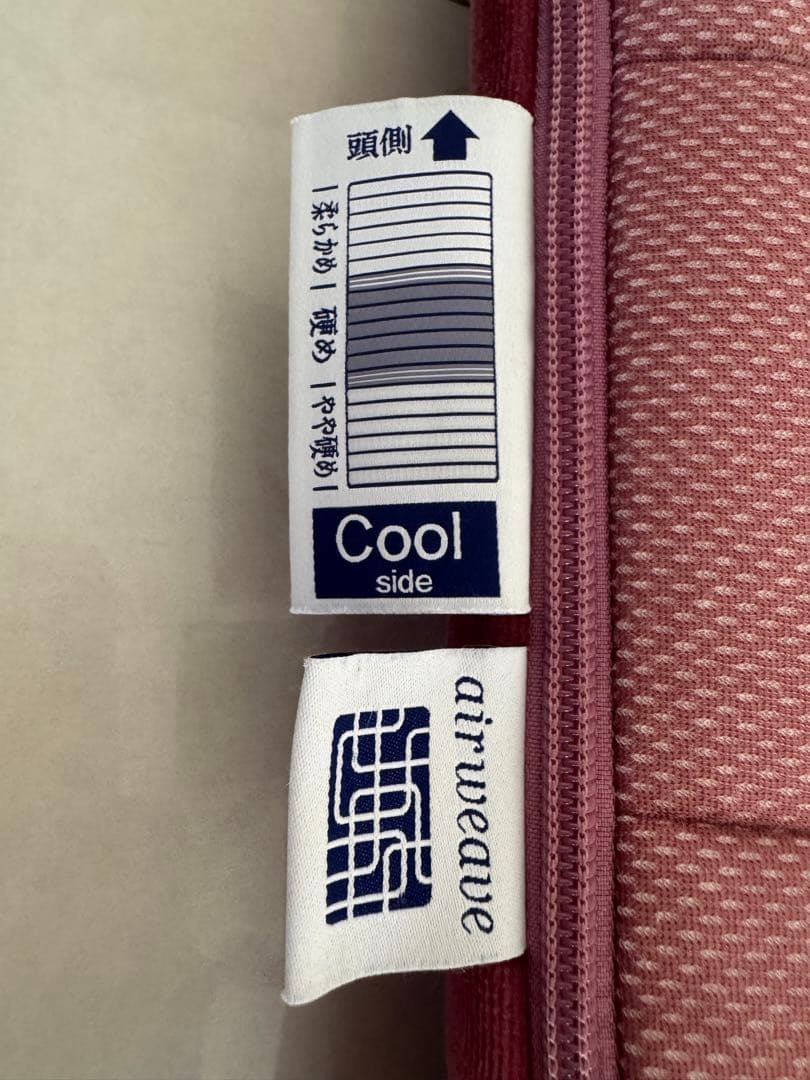 頭側
柔らかめ
硬め
やや硬め
Cool
side
airweave